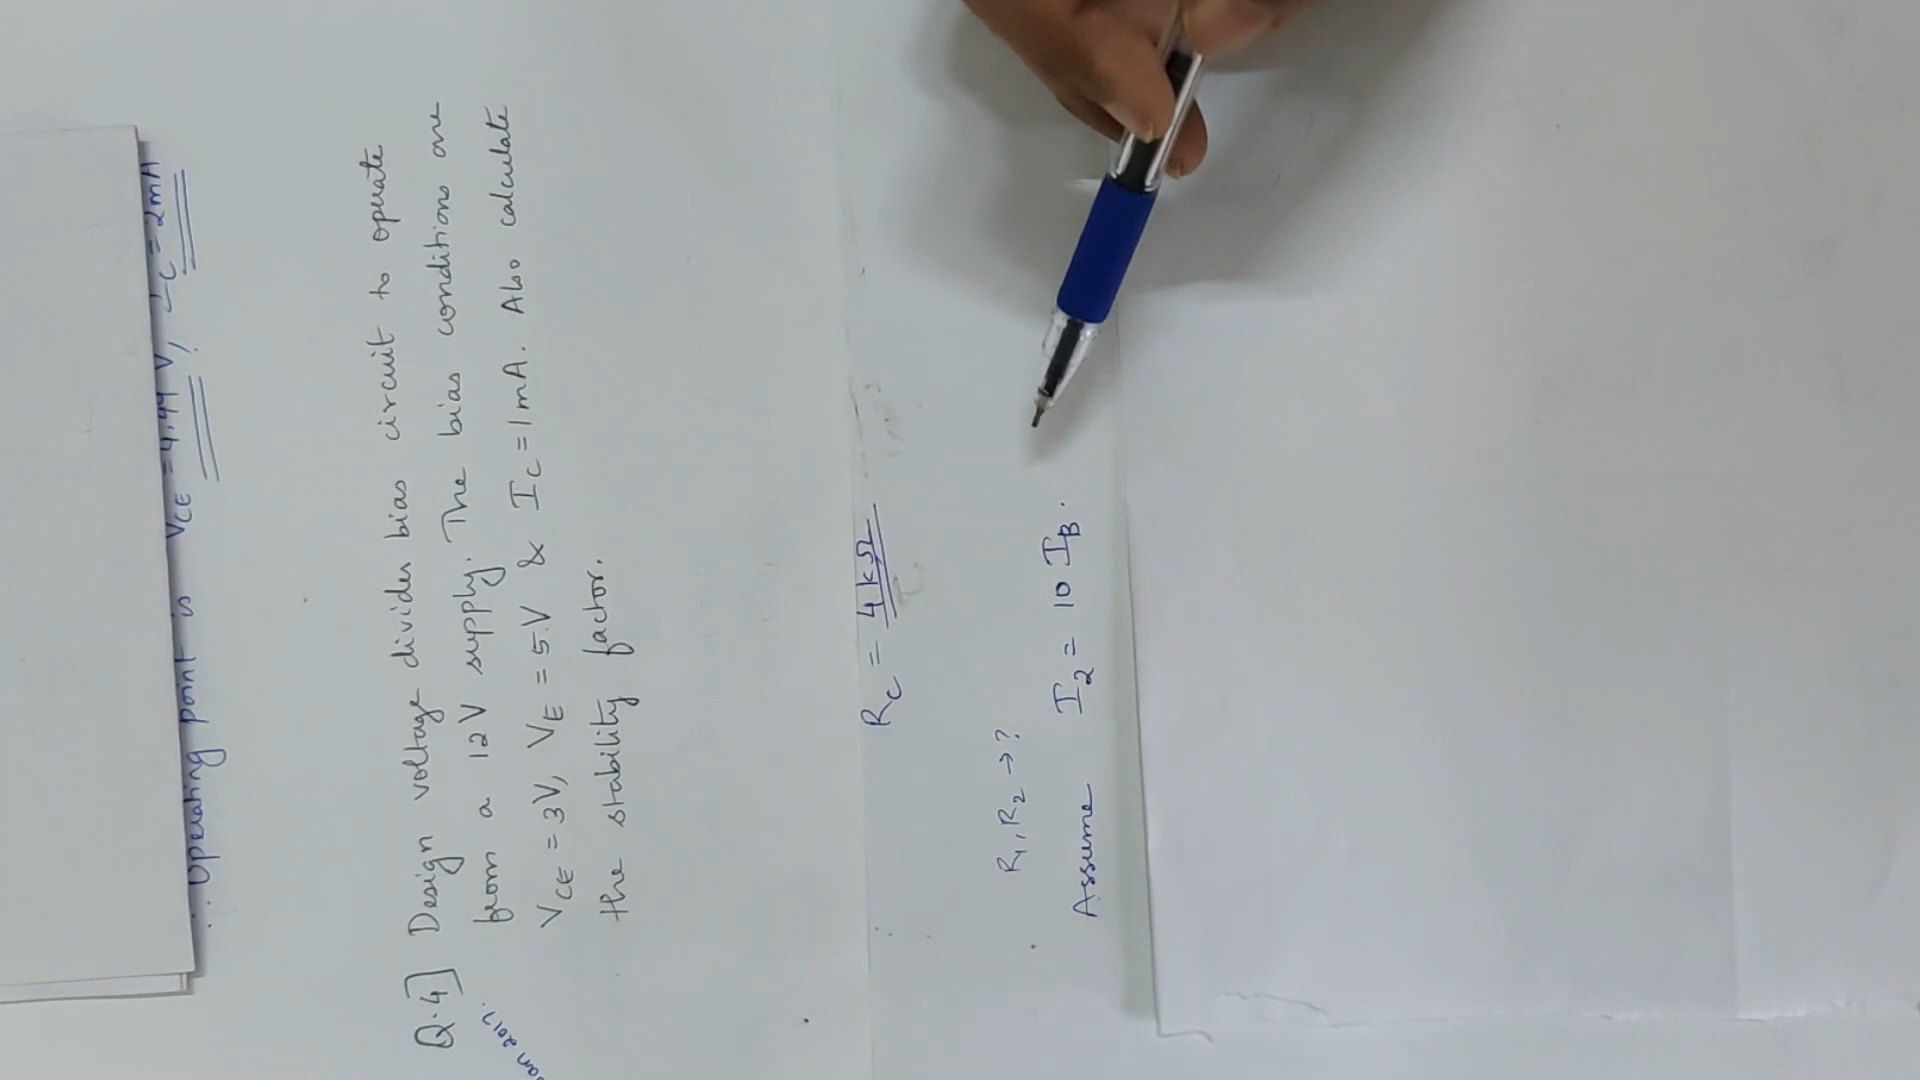 ∴ Operating point is V_CE = 4.44 V, I_C = 2mA
Q.4] Design voltage divider bias circuit to operate
from a 12V supply. The bias conditions are
V_CE = 3V, V_E = 5V & I_C = 1mA. Also calculate
the stability factor.
2017.
R_C = 4 kΩ
R_1, R_2 → ?
Assume I_2 = 10 I_B.